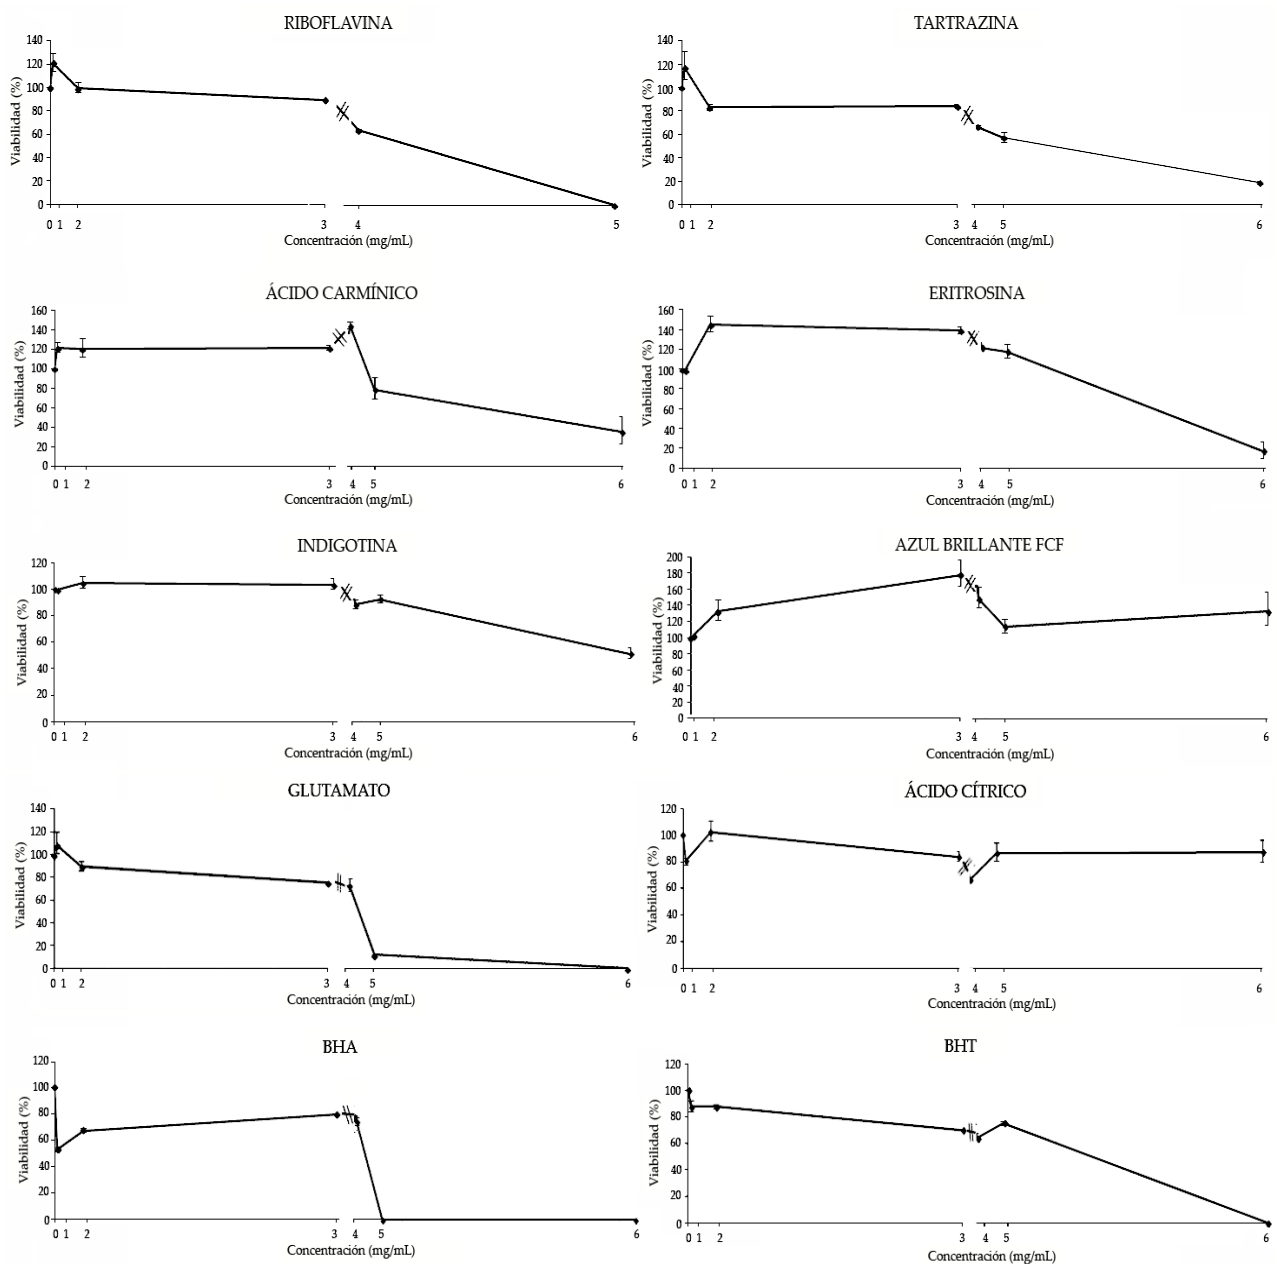 RIBOFLAVINA
Viabilidad (%)
140
120
100
80
60
40
20
0
0 1 2 3 4 5
Concentración (mg/mL)
TARTRAZINA
Viabilidad (%)
140
120
100
80
60
40
20
0
0 1 2 3 4 5 6
Concentración (mg/mL)
ÁCIDO CARMÍNICO
Viabilidad (%)
160
140
120
100
80
60
40
20
0
0 1 2 3 4 5 6
Concentración (mg/mL)
ERITROSINA
Viabilidad (%)
160
140
120
100
80
60
40
20
0
0 1 2 3 4 5 6
Concentración (mg/mL)
INDIGOTINA
Viabilidad (%)
120
100
80
60
40
20
0
0 1 2 3 4 5 6
Concentración (mg/mL)
AZUL BRILLANTE FCF
Viabilidad (%)
200
180
160
140
120
100
80
60
40
20
0
0 1 2 3 4 5 6
Concentración (mg/mL)
GLUTAMATO
Viabilidad (%)
140
120
100
80
60
40
20
0
0 1 2 3 4 5 6
Concentración (mg/mL)
ÁCIDO CÍTRICO
Viabilidad (%)
120
100
80
60
40
20
0
0 1 2 3 4 5 6
Concentración (mg/mL)
BHA
Viabilidad (%)
120
100
80
60
40
20
0
0 1 2 3 4 5 6
Concentración (mg/mL)
BHT
Viabilidad (%)
120
100
80
60
40
20
0
0 1 2 3 4 5 6
Concentración (mg/mL)